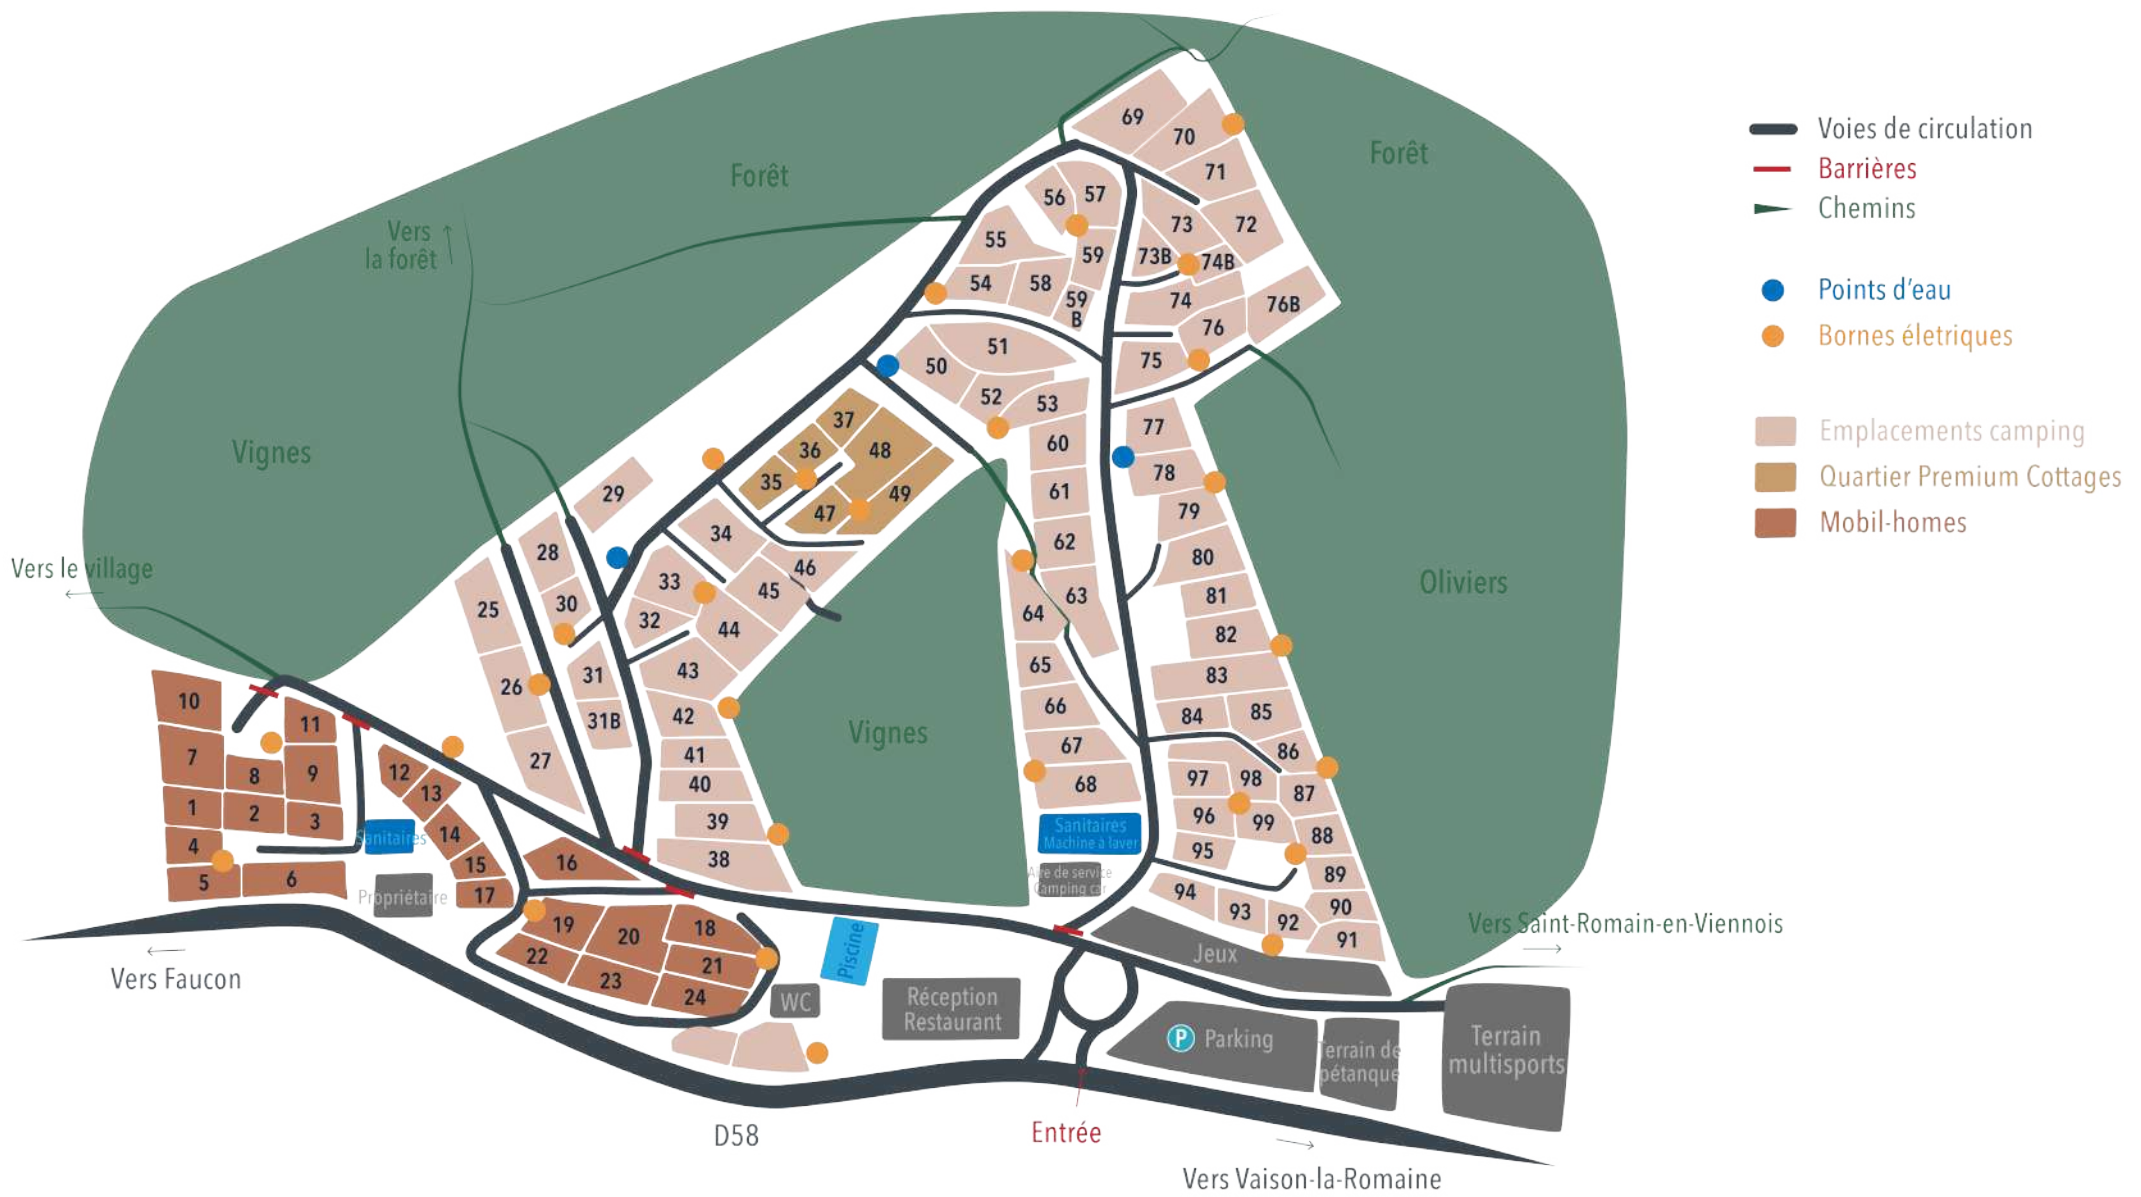 Voies de circulation
Barrières
Chemins
Points d'eau
Bornes életriques
Emplacements camping
Quartier Premium Cottages
Mobil-homes
Forêt
Forêt
Vers
la forêt
Vignes
Vers le village
Oliviers
Vignes
69
70
71
56
57
73
72
55
59
73B
74B
54
58
59
B
74
76B
76
51
50
75
52
53
37
77
36
48
60
35
49
78
29
61
47
79
34
28
62
80
46
33
45
25
30
63
81
32
64
44
82
43
65
31
83
26
10
66
42
84
85
31B
11
67
41
86
7
27
12
8
9
40
68
97
98
13
87
1
2
3
39
96
99
14
88
4
38
95
16
15
89
5
6
17
94
90
93
92
91
19
20
18
22
21
23
24
Sanitaires
Propriétaire
Sanitaires
Machine à laver
Aire de service
Camping car
Piscine
WC
Réception
Restaurant
Jeux
P
Parking
Terrain de
pétanque
Terrain
multisports
Vers Saint-Romain-en-Viennois
Vers Faucon
D58
Entrée
Vers Vaison-la-Romaine